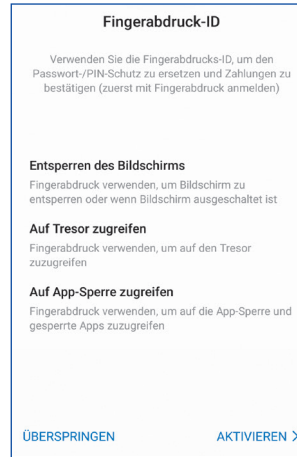 Fingerabdruck-ID
Verwenden Sie die Fingerabdrucks-ID, um den
Passwort-/PIN-Schutz zu ersetzen und Zahlungen zu
bestätigen (zuerst mit Fingerabdruck anmelden)
Entsperren des Bildschirms
Fingerabdruck verwenden, um Bildschirm zu
entsperren oder wenn Bildschirm ausgeschaltet ist
Auf Tresor zugreifen
Fingerabdruck verwenden, um auf den Tresor
zuzugreifen
Auf App-Sperre zugreifen
Fingerabdruck verwenden, um auf die App-Sperre und
gesperrte Apps zuzugreifen
ÜBERSPRINGEN AKTIVIEREN